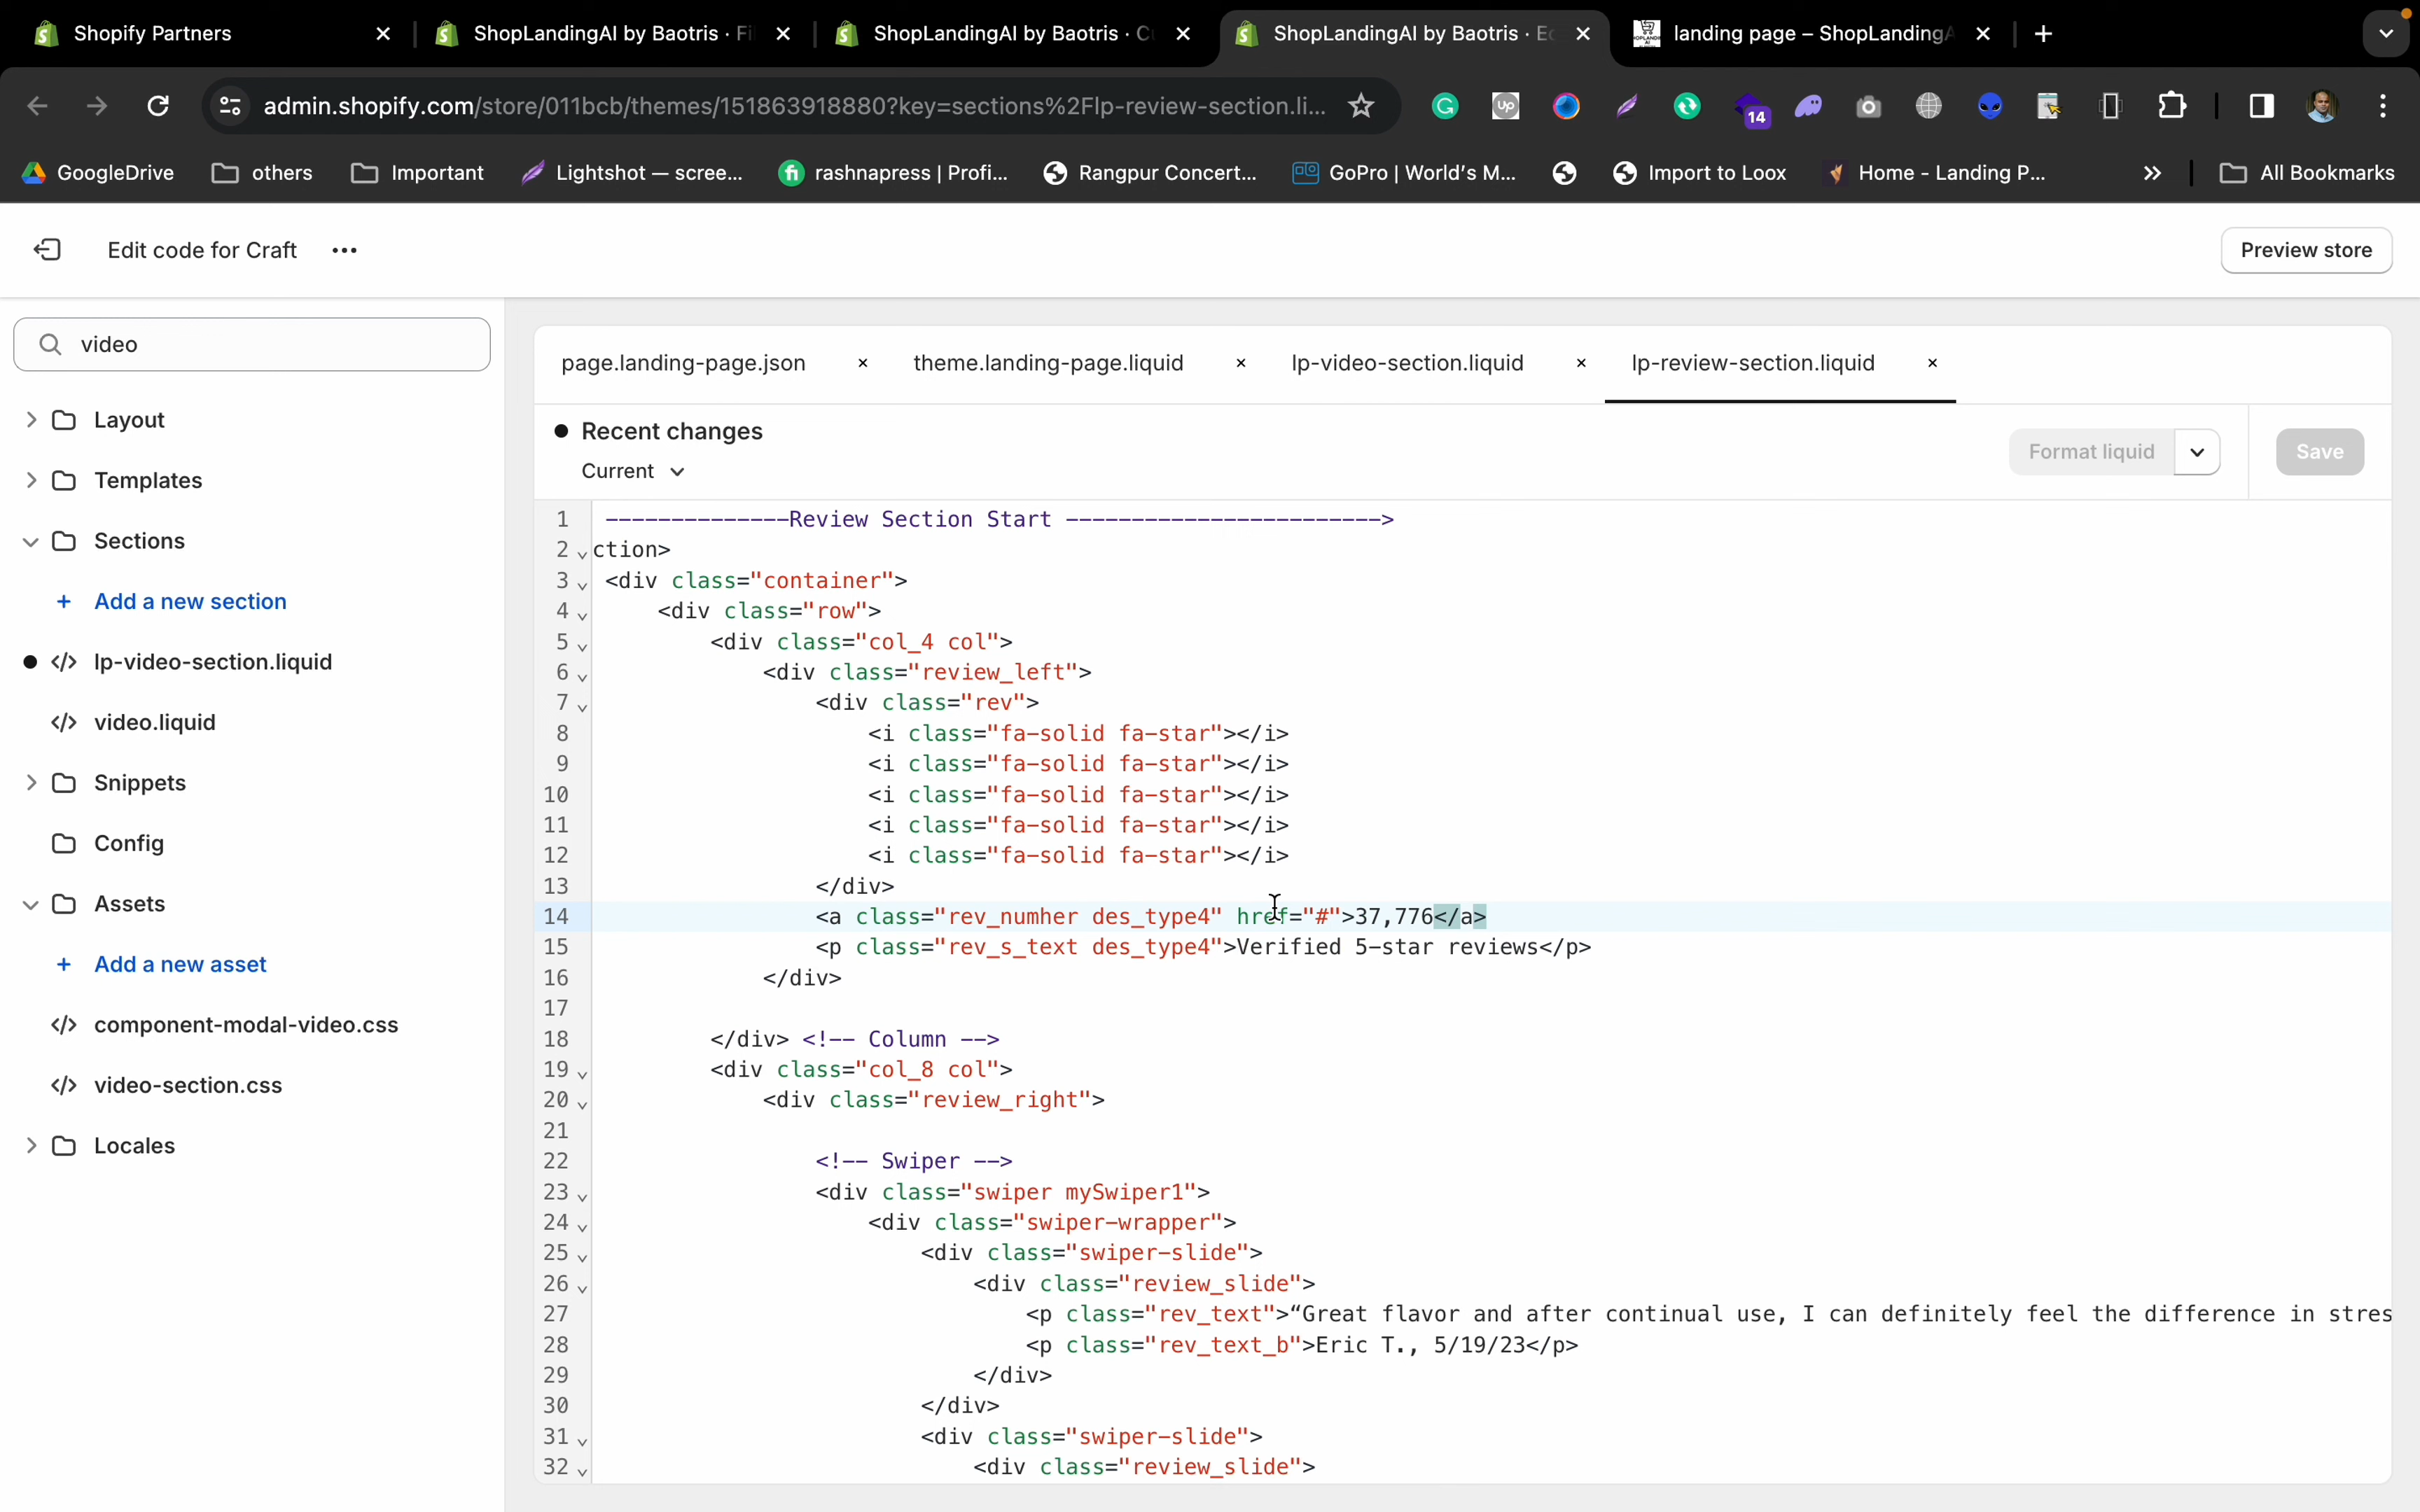 Shopify Partners
ShopLandingAI by Baotris · Fi
ShopLandingAI by Baotris · C
ShopLandingAI by Baotris · E
landing page – ShopLandingA
admin.shopify.com/store/011bcb/themes/151863918880?key=sections%2Flp-review-section.li...
14
GoogleDrive
others
Important
Lightshot — scree...
rashnapress | Profi...
Rangpur Concert...
GoPro | World's M...
Import to Loox
Home - Landing P...
All Bookmarks
Edit code for Craft
Preview store
video
Layout
Templates
Sections
+ Add a new section
lp-video-section.liquid
video.liquid
Snippets
Config
Assets
+ Add a new asset
component-modal-video.css
video-section.css
Locales
page.landing-page.json
theme.landing-page.liquid
lp-video-section.liquid
lp-review-section.liquid
Recent changes
Current
Format liquid
Save
1 --------------Review Section Start ------------------------>
2 ction>
3 <div class="container">
4 <div class="row">
5 <div class="col_4 col">
6 <div class="review_left">
7 <div class="rev">
8 <i class="fa-solid fa-star"></i>
9 <i class="fa-solid fa-star"></i>
10 <i class="fa-solid fa-star"></i>
11 <i class="fa-solid fa-star"></i>
12 <i class="fa-solid fa-star"></i>
13 </div>
14 <a class="rev_numher des_type4" href="#">37,776</a>
15 <p class="rev_s_text des_type4">Verified 5-star reviews</p>
16 </div>
17
18 </div> <!-- Column -->
19 <div class="col_8 col">
20 <div class="review_right">
21
22 <!-- Swiper -->
23 <div class="swiper mySwiper1">
24 <div class="swiper-wrapper">
25 <div class="swiper-slide">
26 <div class="review_slide">
27 <p class="rev_text">“Great flavor and after continual use, I can definitely feel the difference in stres
28 <p class="rev_text_b">Eric T., 5/19/23</p>
29 </div>
30 </div>
31 <div class="swiper-slide">
32 <div class="review_slide">